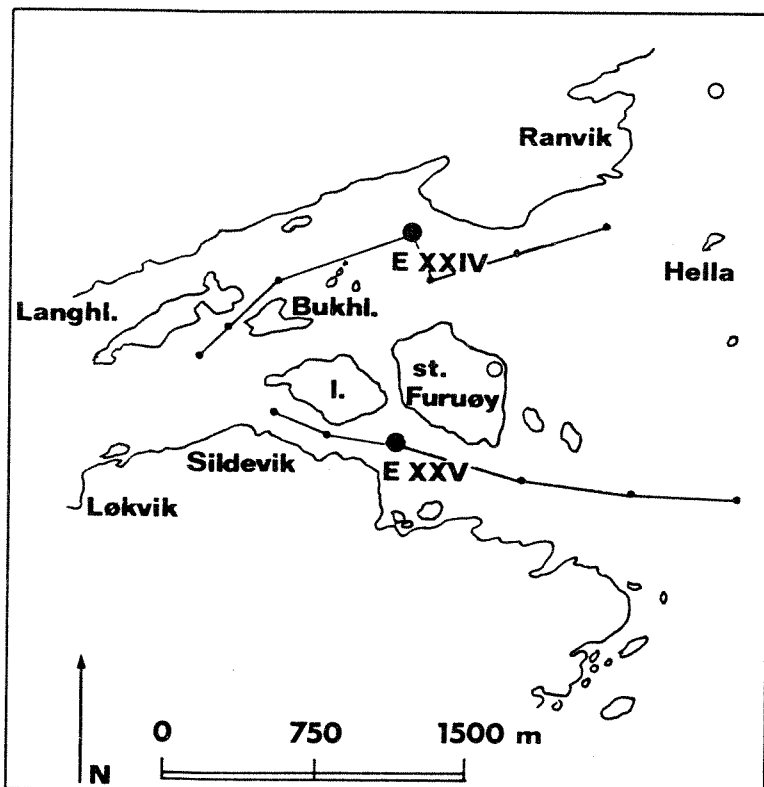 Ranvik
E XXIV
Hella
Langhl.
Bukhl.
st.
l.
Furuøy
Sildevik
E XXV
Løkvik
0 750 1500 m
N